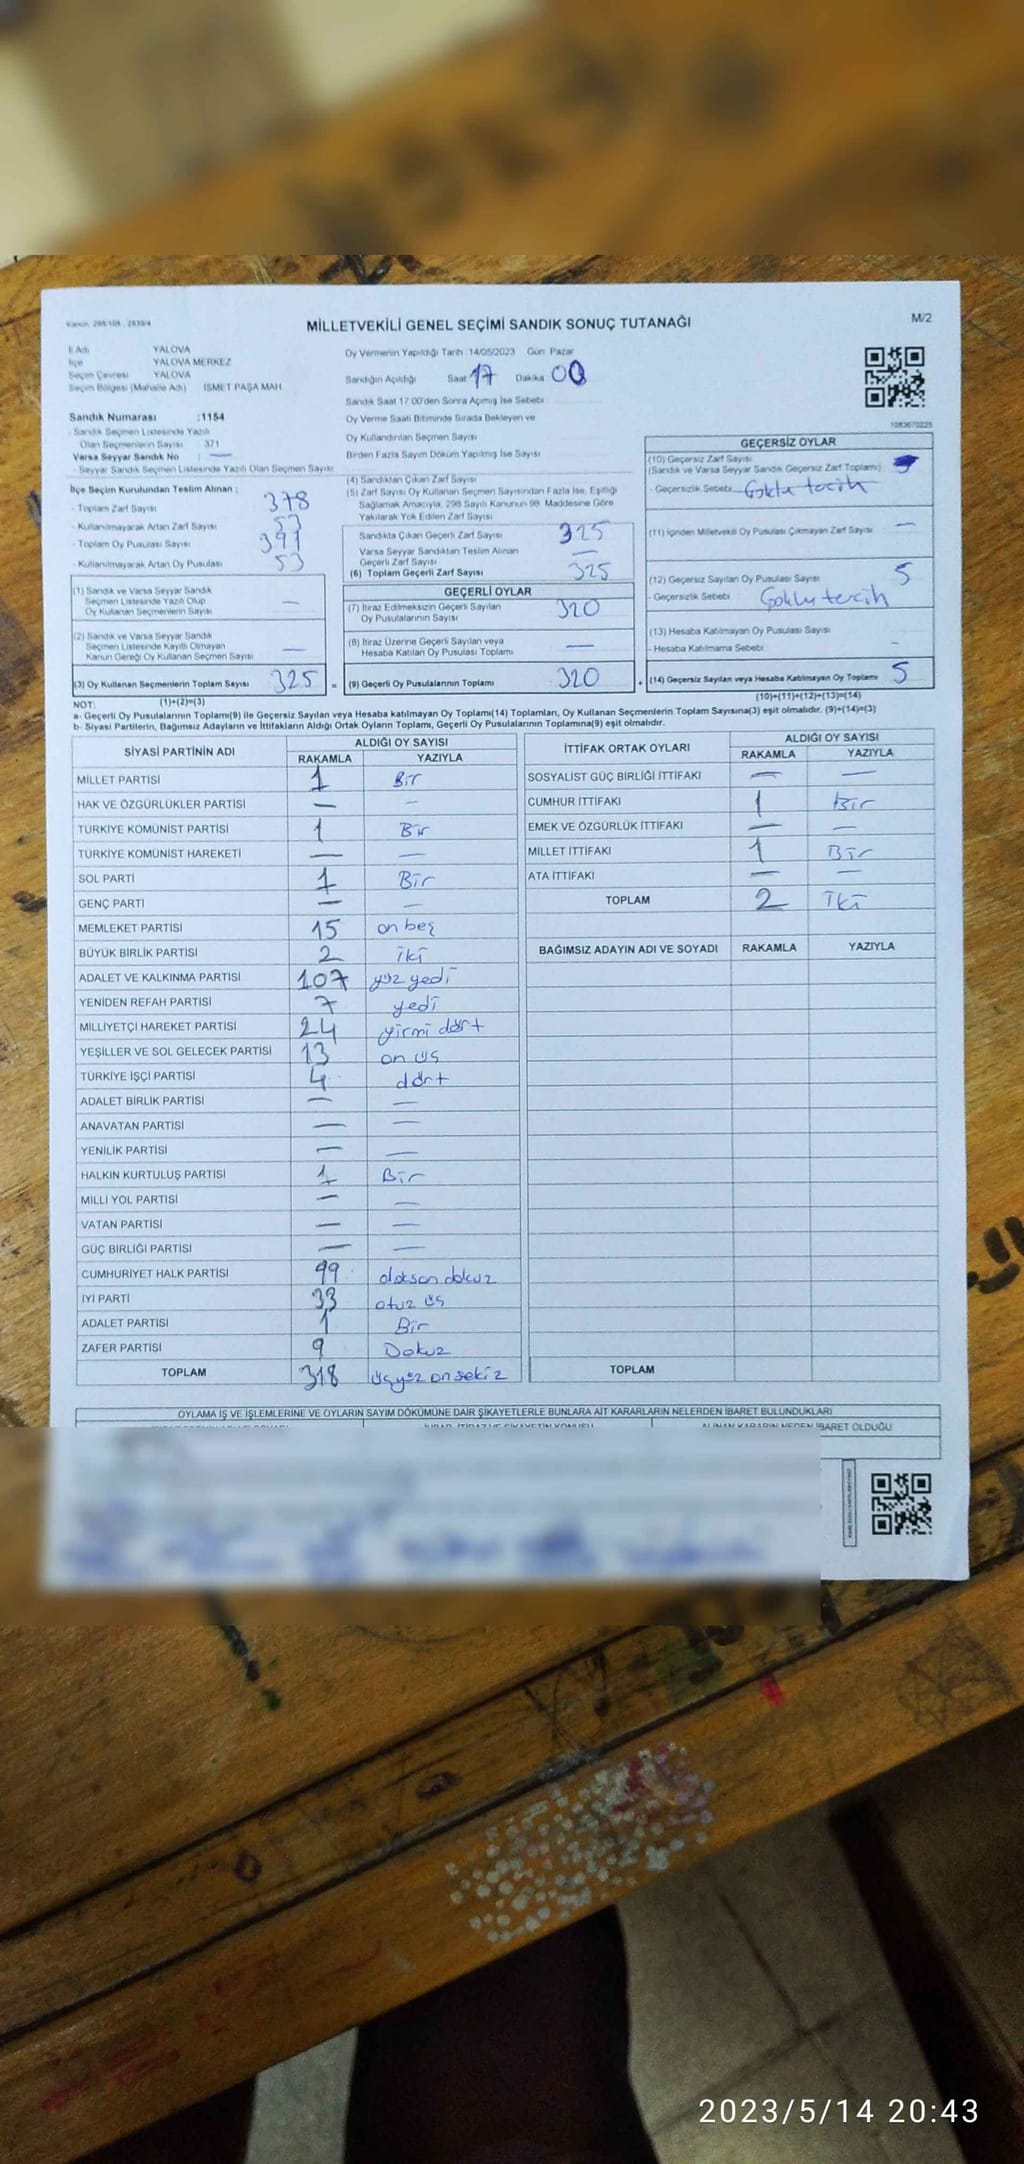 Kanun: 298/105 , 2839/4
MİLLETVEKİLİ GENEL SEÇİMİ SANDIK SONUÇ TUTANAĞI
M/2
İl Adı YALOVA
İlçe YALOVA MERKEZ
Seçim Çevresi YALOVA
Seçim Bölgesi (Mahalle Adı) İSMET PAŞA MAH.
Sandık Numarası :1154
- Sandık Seçmen Listesinde Yazılı
Olan Seçmenlerin Sayısı : 371
Varsa Seyyar Sandık No : —
- Seyyar Sandık Seçmen Listesinde Yazılı Olan Seçmen Sayısı
Oy Vermenin Yapıldığı Tarih :14/05/2023 Gün: Pazar
Sandığın Açıldığı Saat 17 Dakika 00
Sandık Saat 17:00'den Sonra Açımış İse Sebebi
Oy Verme Saati Bitiminde Sırada Bekleyen ve
Oy Kullandırılan Seçmen Sayısı
Birden Fazla Sayım Döküm Yapılmış İse Sayısı
1083670225
İlçe Seçim Kurulundan Teslim Alınan :
- Toplam Zarf Sayısı 378
- Kullanılmayarak Artan Zarf Sayısı 53
- Toplam Oy Pusulası Sayısı 391
- Kullanılmayarak Artan Oy Pusulası 53
(1) Sandık ve Varsa Seyyar Sandık
Seçmen Listesinde Yazılı Olup
Oy Kullanan Seçmenlerin Sayısı —
(2) Sandık ve Varsa Seyyar Sandık
Seçmen Listesinde Kayıtlı Olmayan
Kanun Gereği Oy Kullanan Seçmen Sayısı —
(3) Oy Kullanan Seçmenlerin Toplam Sayısı 325 =
(4) Sandıktan Çıkan Zarf Sayısı
(5) Zarf Sayısı Oy Kullanan Seçmen Sayısından Fazla İse, Eşitliği
Sağlamak Amacıyla, 298 Sayılı Kanunun 98. Maddesine Göre
Yakılarak Yok Edilen Zarf Sayısı
Sandıkta Çıkan Geçerli Zarf Sayısı 325
Varsa Seyyar Sandıktan Teslim Alınan
Geçerli Zarf Sayısı —
(6) Toplam Geçerli Zarf Sayısı 325
GEÇERLİ OYLAR
(7) İtiraz Edilmeksizin Geçerli Sayılan
Oy Pusulalarının Sayısı 320
(8) İtiraz Üzerine Geçerli Sayılan veya
Hesaba Katılan Oy Pusulası Toplamı —
(9) Geçerli Oy Pusulalarının Toplamı 320 +
GEÇERSİZ OYLAR
(10) Geçersiz Zarf Sayısı
(Sandık ve Varsa Seyyar Sandık Geçersiz Zarf Toplamı)
- Geçersizlik Sebebi
(11) İçinden Milletvekili Oy Pusulası Çıkmayan Zarf Sayısı —
(12) Geçersiz Sayılan Oy Pusulası Sayısı 5
- Geçersizlik Sebebi Çoklu tercih
(13) Hesaba Katılmayan Oy Pusulası Sayısı
- Hesaba Katılmama Sebebi -
(14) Geçersiz Sayılan veya Hesaba Katılmayan Oy Toplamı 5
NOT: (1)+(2)=(3) (10)+(11)+(12)+(13)=(14)
a- Geçerli Oy Pusulalarının Toplamı(9) ile Geçersiz Sayılan veya Hesaba katılmayan Oy Toplamı(14) Toplamları, Oy Kullanan Seçmenlerin Toplam Sayısına(3) eşit olmalıdır. (9)+(14)=(3)
b- Siyasi Partilerin, Bağımsız Adayların ve İttifakların Aldığı Ortak Oyların Toplamı, Geçerli Oy Pusulalarının Toplamına(9) eşit olmalıdır.
SİYASİ PARTİNİN ADI ALDIĞI OY SAYISI
RAKAMLA YAZIYLA
MİLLET PARTİSİ 1 Bir
HAK VE ÖZGÜRLÜKLER PARTİSİ — —
TÜRKİYE KOMÜNİST PARTİSİ 1 Bir
TÜRKİYE KOMÜNİST HAREKETİ — —
SOL PARTİ 1 Bir
GENÇ PARTİ — —
MEMLEKET PARTİSİ 15 on beş
BÜYÜK BİRLİK PARTİSİ 2 iki
ADALET VE KALKINMA PARTİSİ 107 yüz yedi
YENİDEN REFAH PARTİSİ 7 yedi
MİLLİYETÇİ HAREKET PARTİSİ 24 yirmi dört
YEŞİLLER VE SOL GELECEK PARTİSİ 13 on üç
TÜRKİYE İŞÇİ PARTİSİ 4 dört
ADALET BİRLİK PARTİSİ — —
ANAVATAN PARTİSİ — —
YENİLİK PARTİSİ — —
HALKIN KURTULUŞ PARTİSİ 1 Bir
MİLLİ YOL PARTİSİ — —
VATAN PARTİSİ — —
GÜÇ BİRLİĞİ PARTİSİ — —
CUMHURİYET HALK PARTİSİ 99 doksan dokuz
İYİ PARTİ 33 otuz üç
ADALET PARTİSİ 1 Bir
ZAFER PARTİSİ 9 Dokuz
TOPLAM 318 üçyüz onsekiz
İTTİFAK ORTAK OYLARI ALDIĞI OY SAYISI
RAKAMLA YAZIYLA
SOSYALİST GÜÇ BİRLİĞİ İTTİFAKI — —
CUMHUR İTTİFAKI 1 Bir
EMEK VE ÖZGÜRLÜK İTTİFAKI — —
MİLLET İTTİFAKI 1 Bir
ATA İTTİFAKI — —
TOPLAM 2 İki
BAĞIMSIZ ADAYIN ADI VE SOYADI RAKAMLA YAZIYLA
TOPLAM
OYLAMA İŞ VE İŞLEMLERİNE VE OYLARIN SAYIM DÖKÜMÜNE DAİR ŞİKAYETLERLE BUNLARA AİT KARARLARIN NELERDEN İBARET BULUNDUKLARI
ALINAN KARARIN NEDEN İBARET OLDUĞU
2023/5/14 20:43